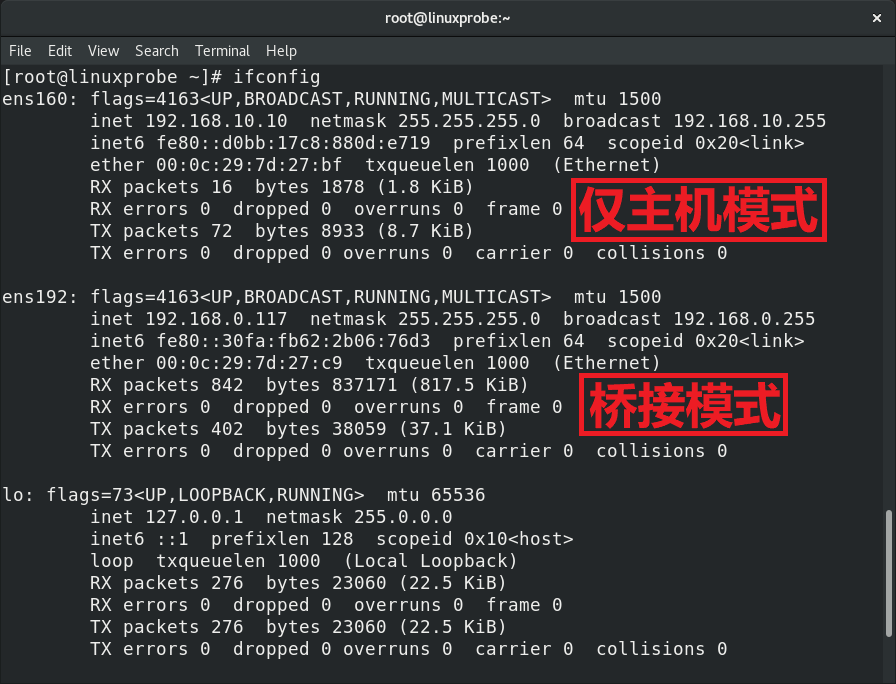 root@linuxprobe:~ ×
File Edit View Search Terminal Help
[root@linuxprobe ~]# ifconfig
ens160: flags=4163<UP,BROADCAST,RUNNING,MULTICAST>  mtu 1500
        inet 192.168.10.10  netmask 255.255.255.0  broadcast 192.168.10.255
        inet6 fe80::d0bb:17c8:880d:e719  prefixlen 64  scopeid 0x20<link>
        ether 00:0c:29:7d:27:bf  txqueuelen 1000  (Ethernet)
        RX packets 16  bytes 1878 (1.8 KiB)
        RX errors 0  dropped 0  overruns 0  frame 0
仅主机模式
        TX packets 72  bytes 8933 (8.7 KiB)
        TX errors 0  dropped 0 overruns 0  carrier 0  collisions 0
ens192: flags=4163<UP,BROADCAST,RUNNING,MULTICAST>  mtu 1500
        inet 192.168.0.117  netmask 255.255.255.0  broadcast 192.168.0.255
        inet6 fe80::30fa:fb62:2b06:76d3  prefixlen 64  scopeid 0x20<link>
        ether 00:0c:29:7d:27:c9  txqueuelen 1000  (Ethernet)
        RX packets 842  bytes 837171 (817.5 KiB)
        RX errors 0  dropped 0  overruns 0  frame 0
桥接模式
        TX packets 402  bytes 38059 (37.1 KiB)
        TX errors 0  dropped 0 overruns 0  carrier 0  collisions 0
lo: flags=73<UP,LOOPBACK,RUNNING>  mtu 65536
        inet 127.0.0.1  netmask 255.0.0.0
        inet6 ::1  prefixlen 128  scopeid 0x10<host>
        loop  txqueuelen 1000  (Local Loopback)
        RX packets 276  bytes 23060 (22.5 KiB)
        RX errors 0  dropped 0  overruns 0  frame 0
        TX packets 276  bytes 23060 (22.5 KiB)
        TX errors 0  dropped 0 overruns 0  carrier 0  collisions 0